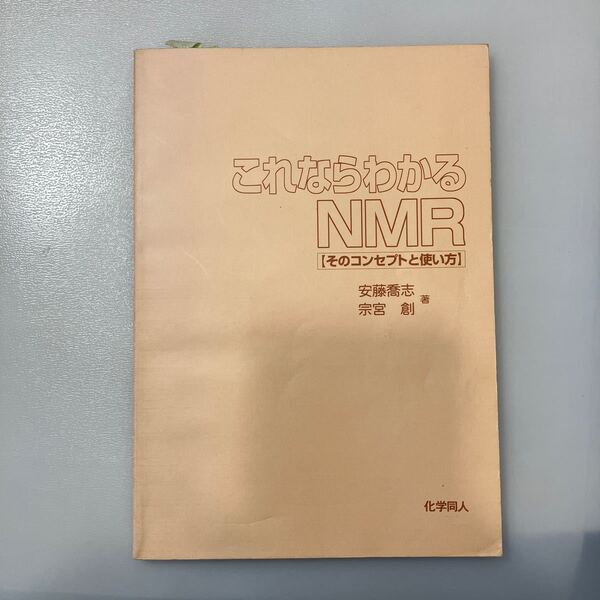 これならわかる
NMR
【そのコンセプトと使い方】
安藤喬志
宗宮 創 著
化学同人